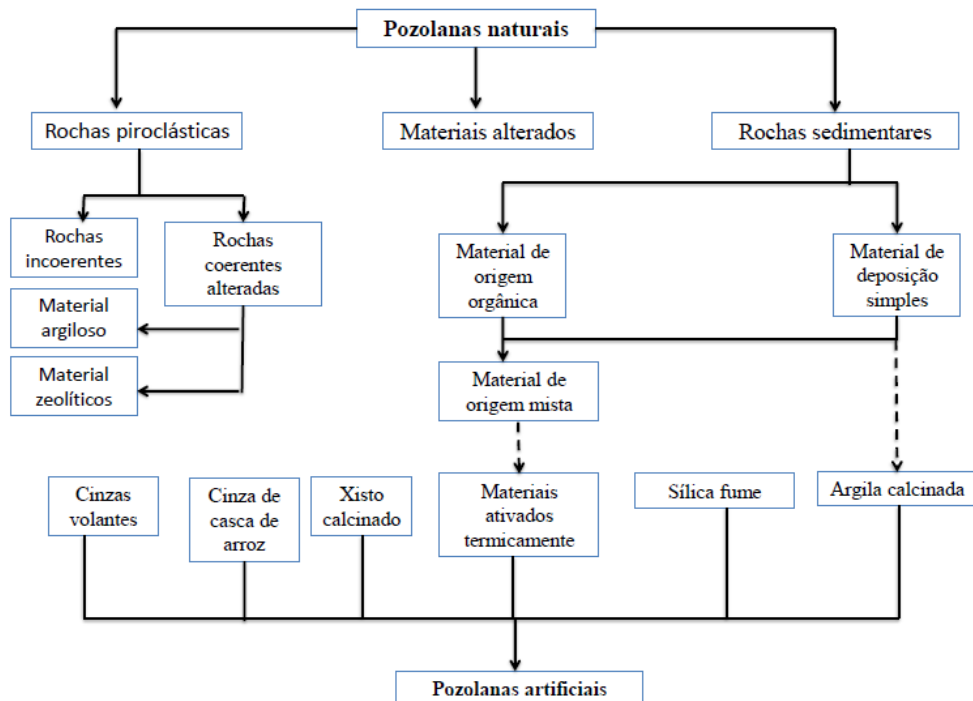 Pozolanas naturais
Rochas piroclásticas
Materiais alterados
Rochas sedimentares
Rochas
incoerentes
Rochas
coerentes
alteradas
Material de
origem
orgânica
Material de
deposição
simples
Material
argiloso
Material
zeolíticos
Material de
origem mista
Cinzas
volantes
Cinza de
casca de
arroz
Xisto
calcinado
Materiais
ativados
termicamente
Sílica fume
Argila calcinada
Pozolanas artificiais